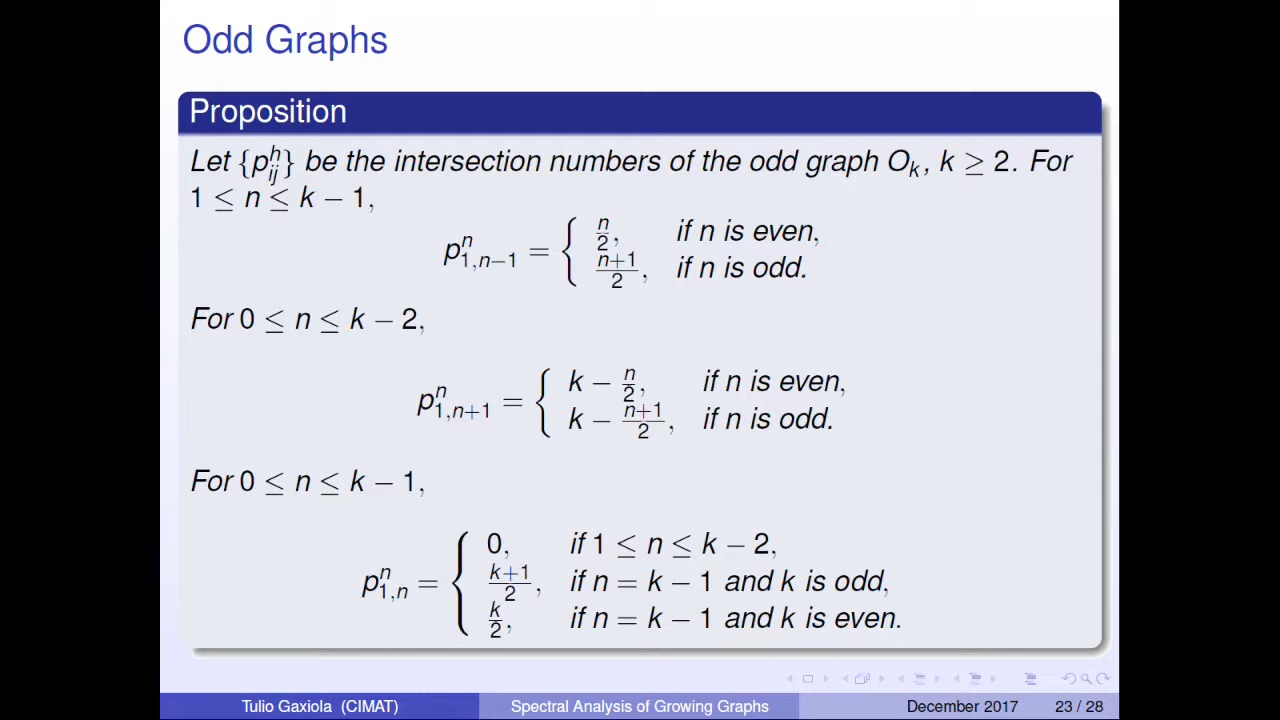 Odd Graphs
Proposition
Let {p^h_{ij}} be the intersection numbers of the odd graph O_k, k ≥ 2. For
1 ≤ n ≤ k − 1,
p^n_{1,n−1} = { n/2, if n is even,
(n+1)/2, if n is odd.
For 0 ≤ n ≤ k − 2,
p^n_{1,n+1} = { k − n/2, if n is even,
k − (n+1)/2, if n is odd.
For 0 ≤ n ≤ k − 1,
p^n_{1,n} = { 0, if 1 ≤ n ≤ k − 2,
(k+1)/2, if n = k − 1 and k is odd,
k/2, if n = k − 1 and k is even.
Tulio Gaxiola (CIMAT) Spectral Analysis of Growing Graphs December 2017 23 / 28